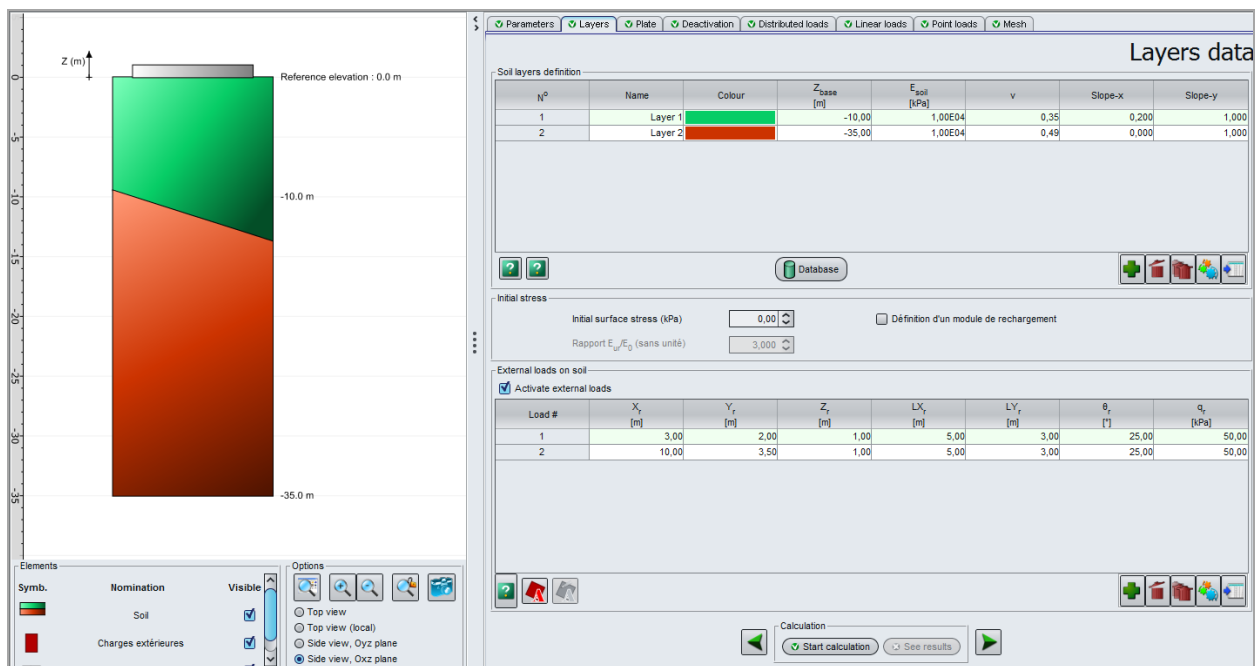 Z (m)
Reference elevation : 0.0 m
0
-5
-10
-10.0 m
-15
-20
-25
-30
-35
-35.0 m
Elements
Symb. Nomination Visible
Soil
Charges extérieures
Options
Top view
Top view (local)
Side view, Oyz plane
Side view, Oxz plane
Parameters Layers Plate Deactivation Distributed loads Linear loads Point loads Mesh
Layers data
Soil layers definition
N° Name Colour Zbase [m] Esoil [kPa] ν Slope-x Slope-y
1 Layer 1 -10,00 1,00E04 0,35 0,200 1,000
2 Layer 2 -35,00 1,00E04 0,49 0,000 1,000
? ? Database
Initial stress
Initial surface stress (kPa) 0,00 Définition d'un module de rechargement
Rapport Eur/E0 (sans unité) 3,000
External loads on soil
Activate external loads
Load # Xr [m] Yr [m] Zr [m] LXr [m] LYr [m] θr [°] qr [kPa]
1 3,00 2,00 1,00 5,00 3,00 25,00 50,00
2 10,00 3,50 1,00 5,00 3,00 25,00 50,00
? A A
Calculation
Start calculation See results